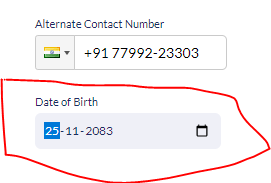 Alternate Contact Number
+91 77992-23303
Date of Birth
25-11-2083